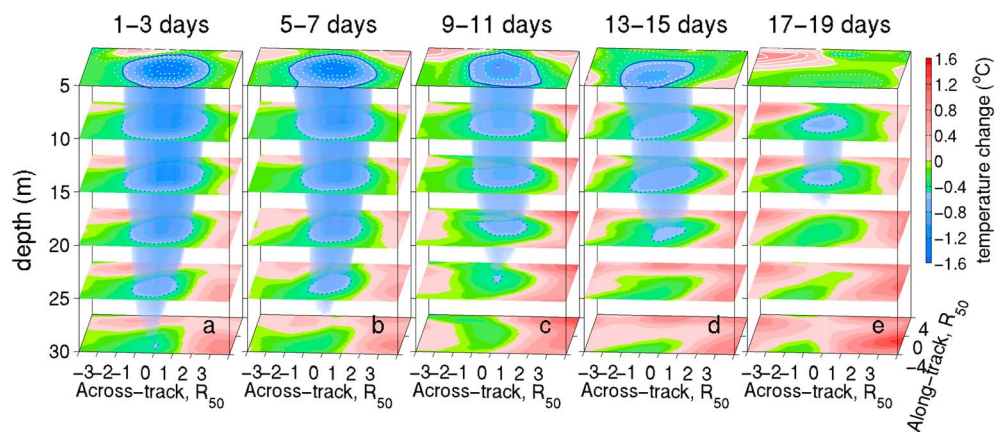 1−3 days 5−7 days 9−11 days 13−15 days 17−19 days
5
10
15
20
25
30
depth (m)
a b c d e
−3−2−1 0 1 2 3 −3−2−1 0 1 2 3 −3−2−1 0 1 2 3 −3−2−1 0 1 2 3 −3−2−1 0 1 2 3
Across−track, R50 Across−track, R50 Across−track, R50 Across−track, R50 Across−track, R50
4
0
−4
Along−track, R50
1.6
1.2
0.8
0.4
0
−0.4
−0.8
−1.2
−1.6
temperature change (°C)